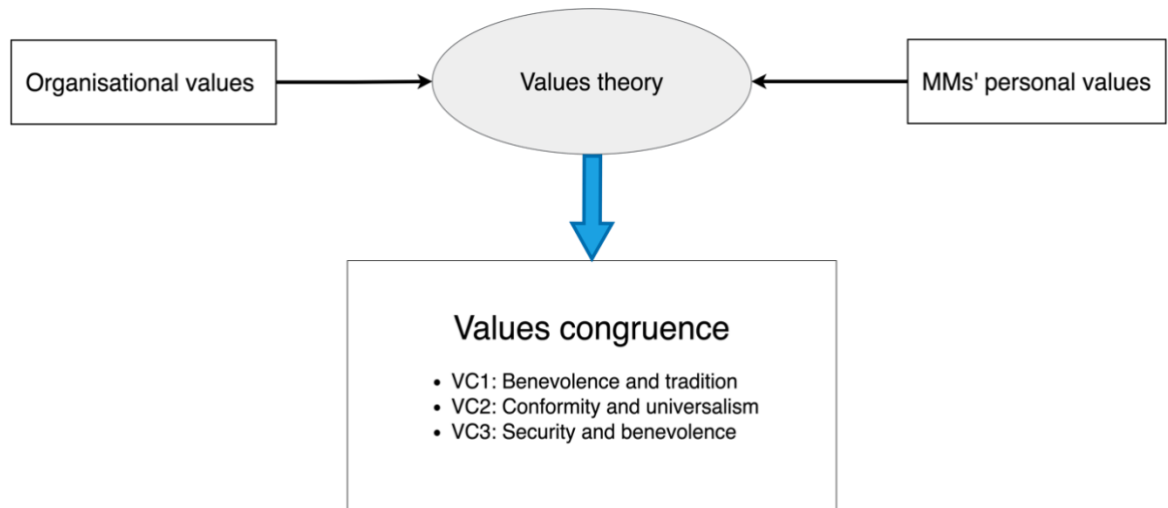 Organisational values
Values theory
MMs' personal values
Values congruence
• VC1: Benevolence and tradition
• VC2: Conformity and universalism
• VC3: Security and benevolence